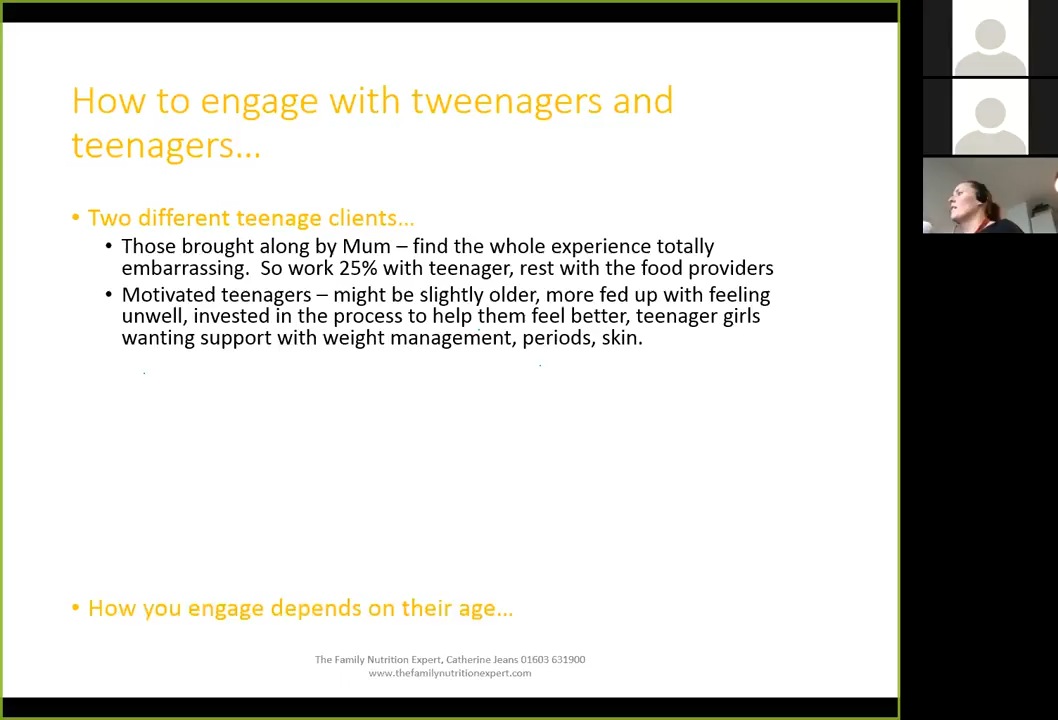 How to engage with tweenagers and
teenagers...
• Two different teenage clients...
• Those brought along by Mum – find the whole experience totally
embarrassing.  So work 25% with teenager, rest with the food providers
• Motivated teenagers – might be slightly older, more fed up with feeling
unwell, invested in the process to help them feel better, teenager girls
wanting support with weight management, periods, skin.
• How you engage depends on their age...
The Family Nutrition Expert, Catherine Jeans 01603 631900
www.thefamilynutritionexpert.com